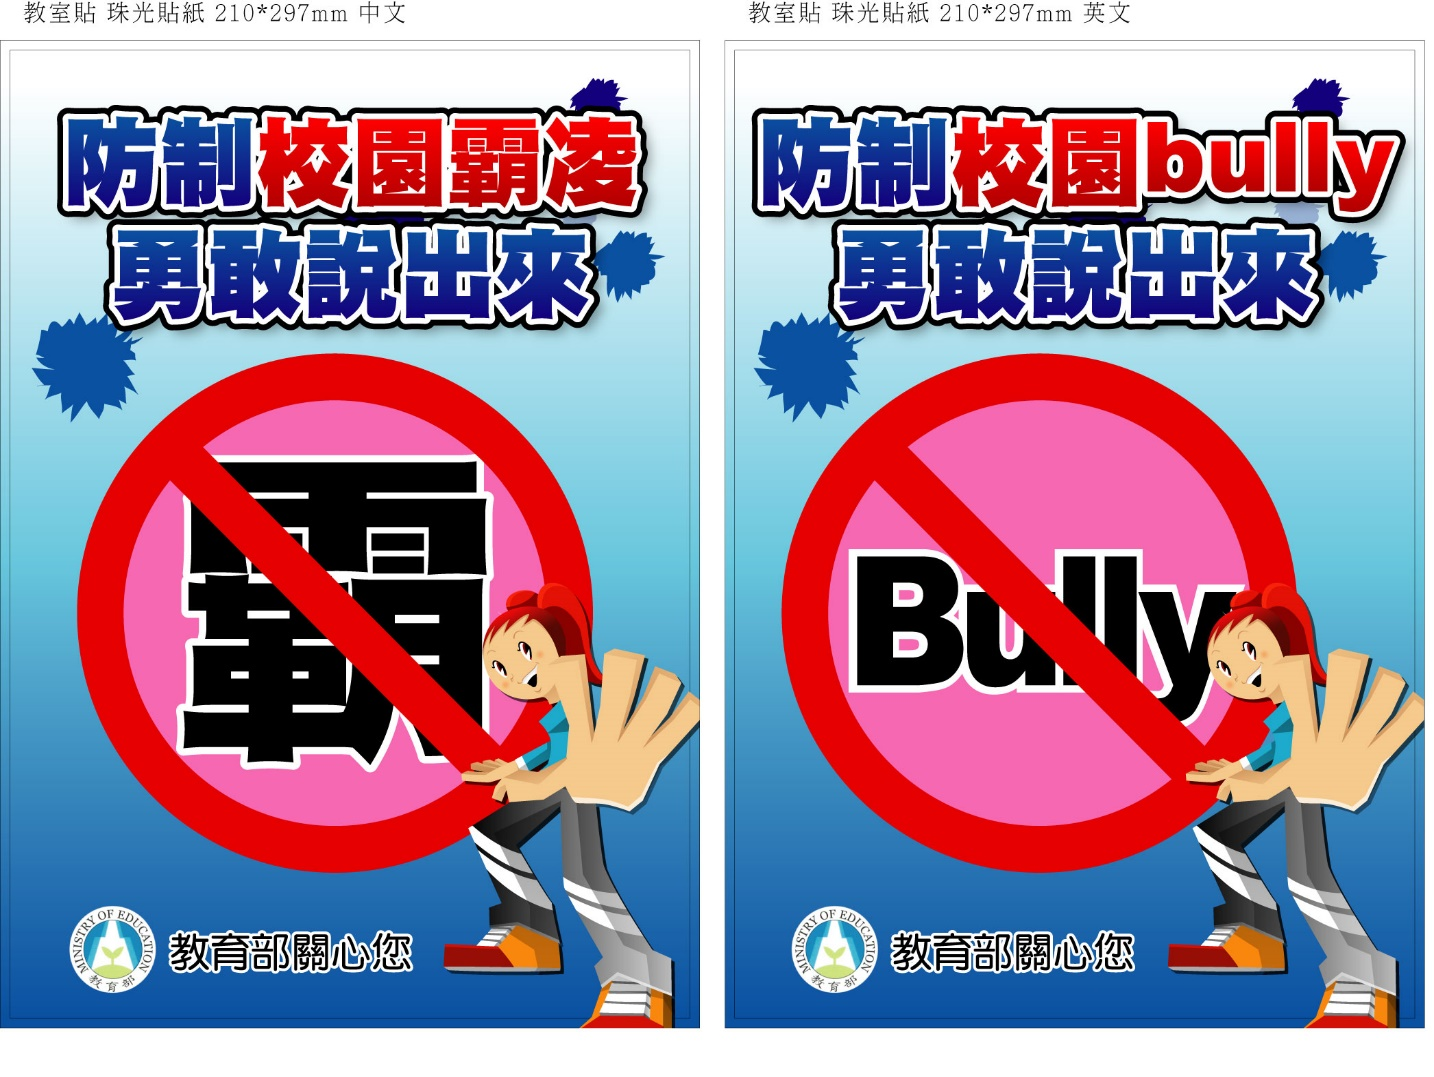 教室貼 珠光貼紙 210*297mm 中文
防制校園霸凌
勇敢說出來
霸
MINISTRY OF EDUCATION
教育部
教育部關心您
教室貼 珠光貼紙 210*297mm 英文
防制校園bully
勇敢說出來
Bully
MINISTRY OF EDUCATION
教育部
教育部關心您